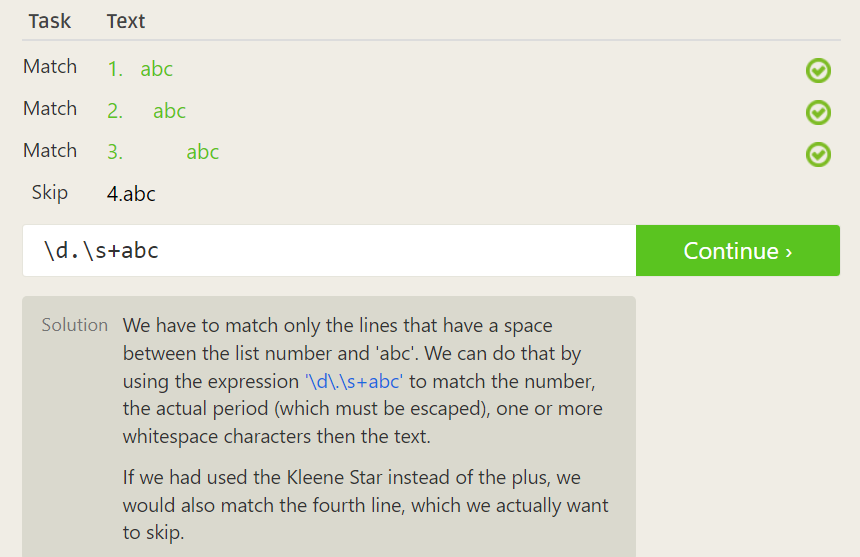 Task Text
Match 1. abc
Match 2. abc
Match 3. abc
Skip 4.abc
\d.\s+abc Continue ›
Solution We have to match only the lines that have a space
between the list number and 'abc'. We can do that by
using the expression '\d\.\s+abc' to match the number,
the actual period (which must be escaped), one or more
whitespace characters then the text.
If we had used the Kleene Star instead of the plus, we
would also match the fourth line, which we actually want
to skip.